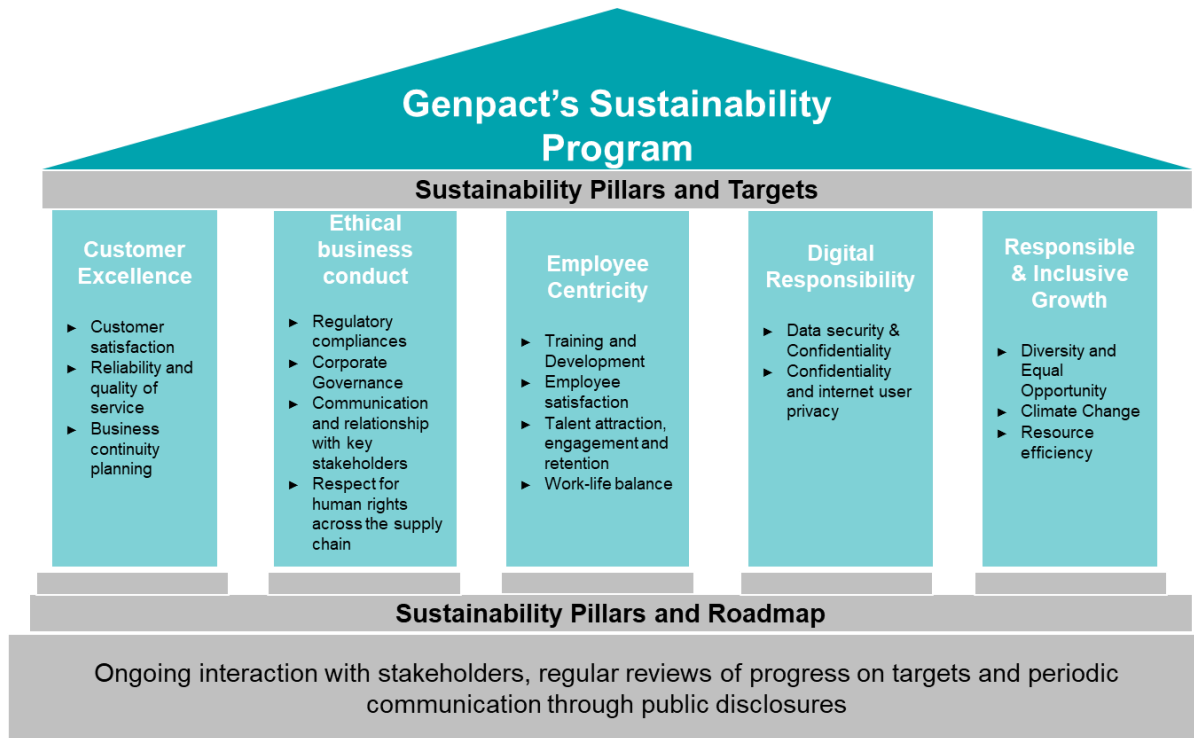 Genpact's Sustainability
Program
Sustainability Pillars and Targets
Customer
Excellence
► Customer
satisfaction
► Reliability and
quality of
service
► Business
continuity
planning
Ethical
business
conduct
► Regulatory
compliances
► Corporate
Governance
► Communication
and relationship
with key
stakeholders
► Respect for
human rights
across the supply
chain
Employee
Centricity
► Training and
Development
► Employee
satisfaction
► Talent attraction,
engagement and
retention
► Work-life balance
Digital
Responsibility
► Data security &
Confidentiality
► Confidentiality
and internet user
privacy
Responsible
& Inclusive
Growth
► Diversity and
Equal
Opportunity
► Climate Change
► Resource
efficiency
Sustainability Pillars and Roadmap
Ongoing interaction with stakeholders, regular reviews of progress on targets and periodic
communication through public disclosures